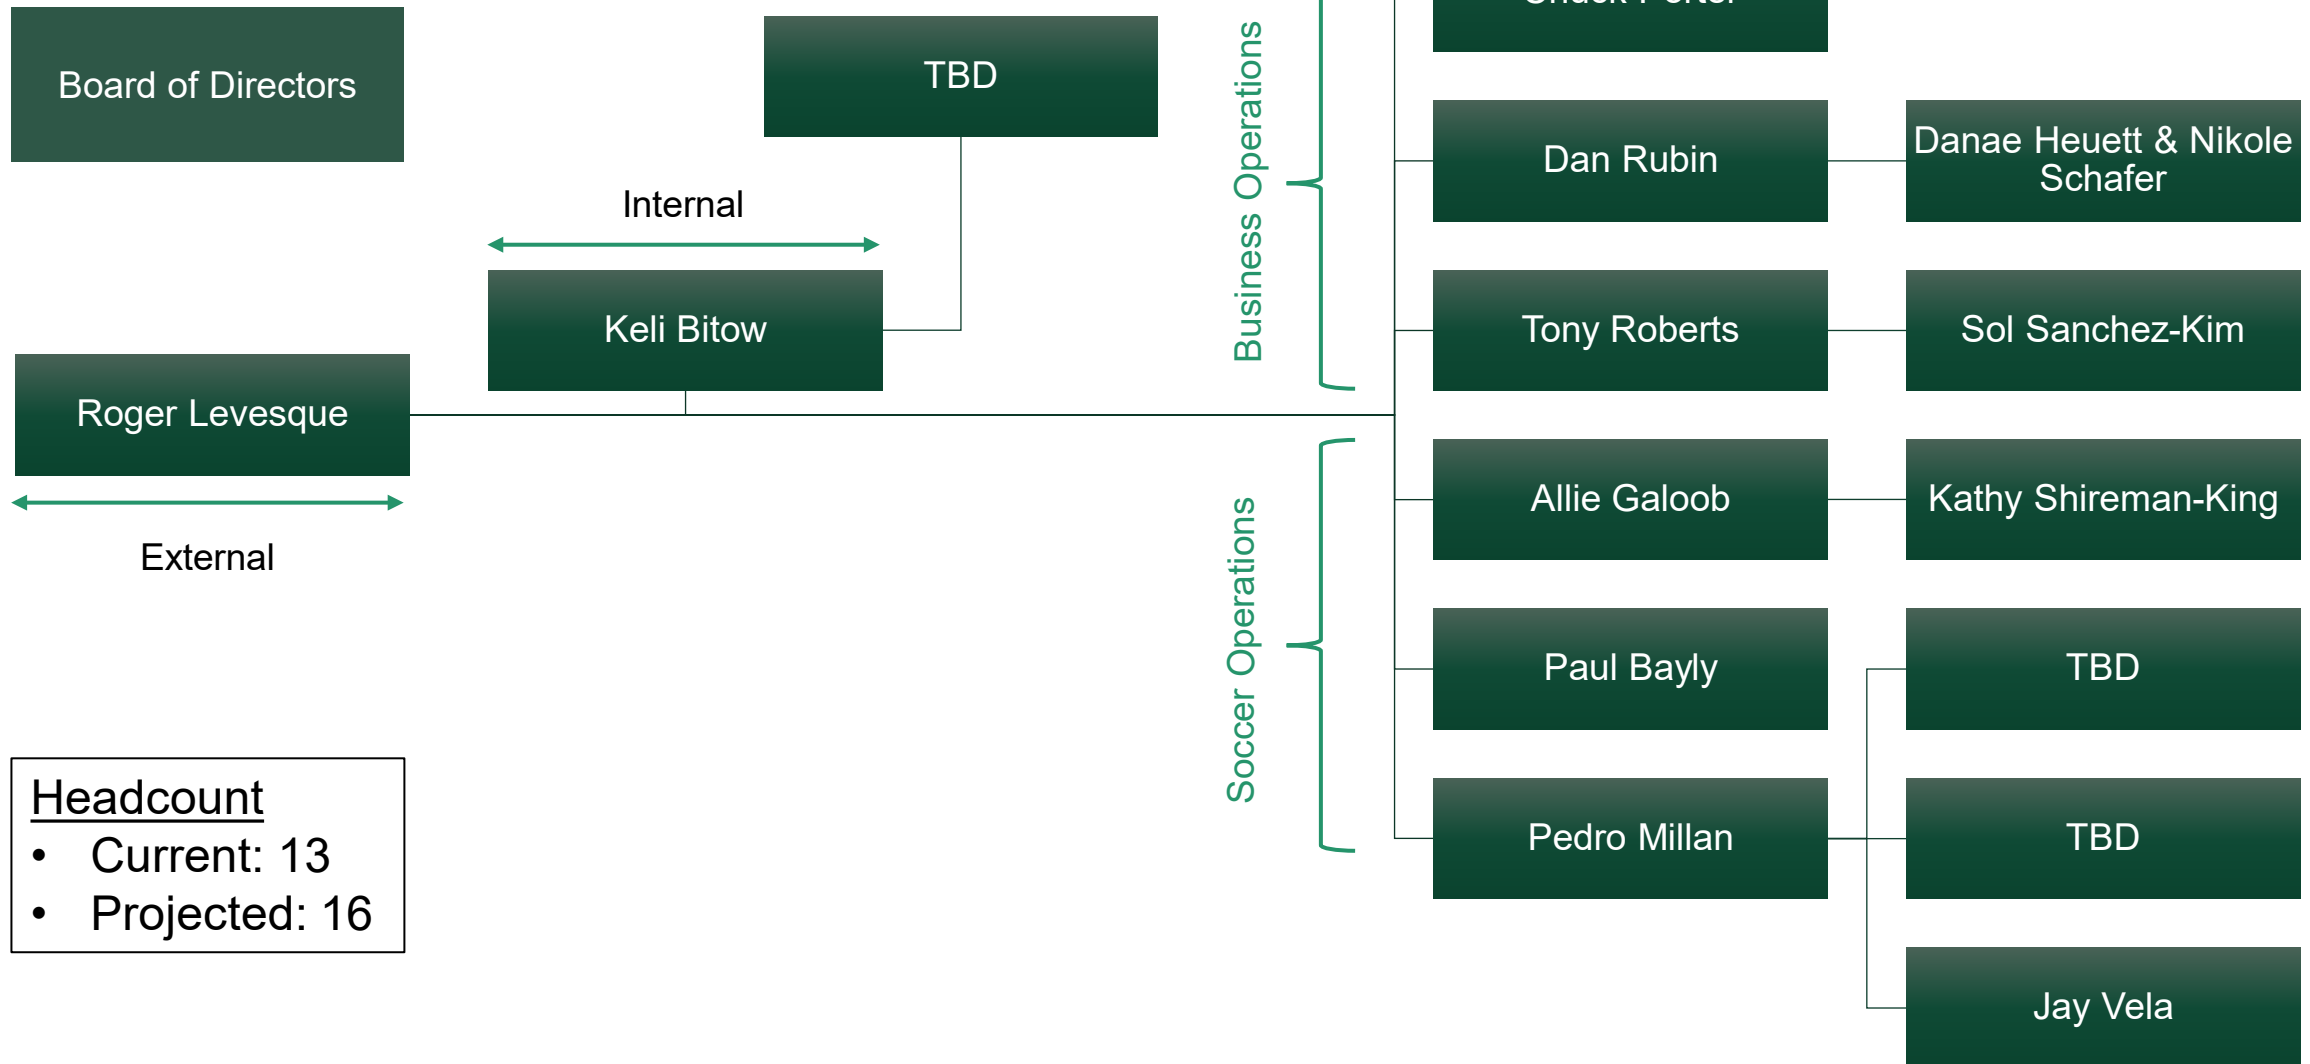 Board of Directors
TBD
Internal
Keli Bitow
Roger Levesque
External
Headcount
• Current: 13
• Projected: 16
Business Operations
Soccer Operations
Dan Rubin
Danae Heuett & Nikole
Schafer
Tony Roberts
Sol Sanchez-Kim
Allie Galoob
Kathy Shireman-King
Paul Bayly
TBD
Pedro Millan
TBD
Jay Vela